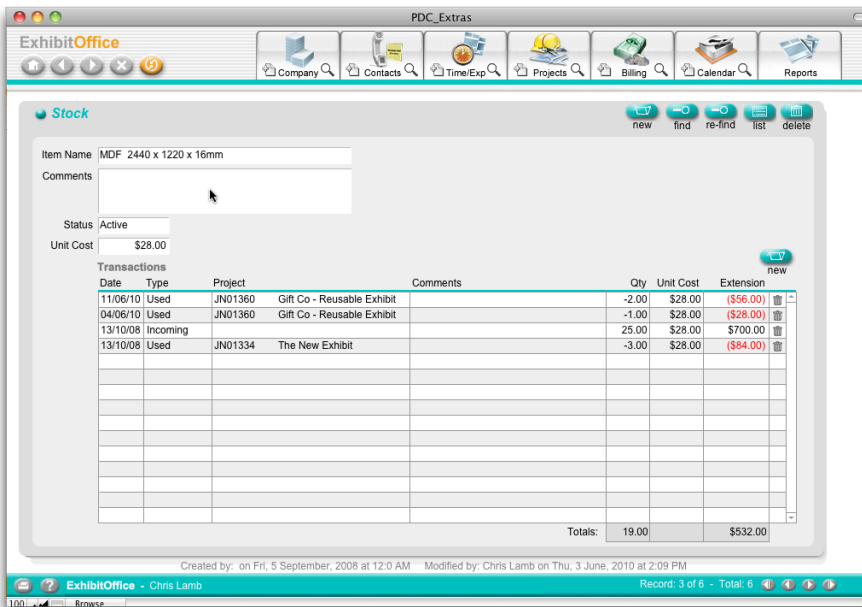 PDC_Extras
ExhibitOffice
Company Contacts Time/Exp Projects Billing Calendar Reports
Stock
new find re-find list delete
Item Name MDF 2440 x 1220 x 16mm
Comments
Status Active
Unit Cost $28.00
new
Transactions
Date Type Project Comments Qty Unit Cost Extension
11/06/10 Used JN01360 Gift Co - Reusable Exhibit -2.00 $28.00 ($56.00)
04/06/10 Used JN01360 Gift Co - Reusable Exhibit -1.00 $28.00 ($28.00)
13/10/08 Incoming 25.00 $28.00 $700.00
13/10/08 Used JN01334 The New Exhibit -3.00 $28.00 ($84.00)
Totals: 19.00 $532.00
Created by: on Fri, 5 September, 2008 at 12:0 AM Modified by: Chris Lamb on Thu, 3 June, 2010 at 2:09 PM
ExhibitOffice - Chris Lamb Record: 3 of 6 - Total: 6
100 Browse